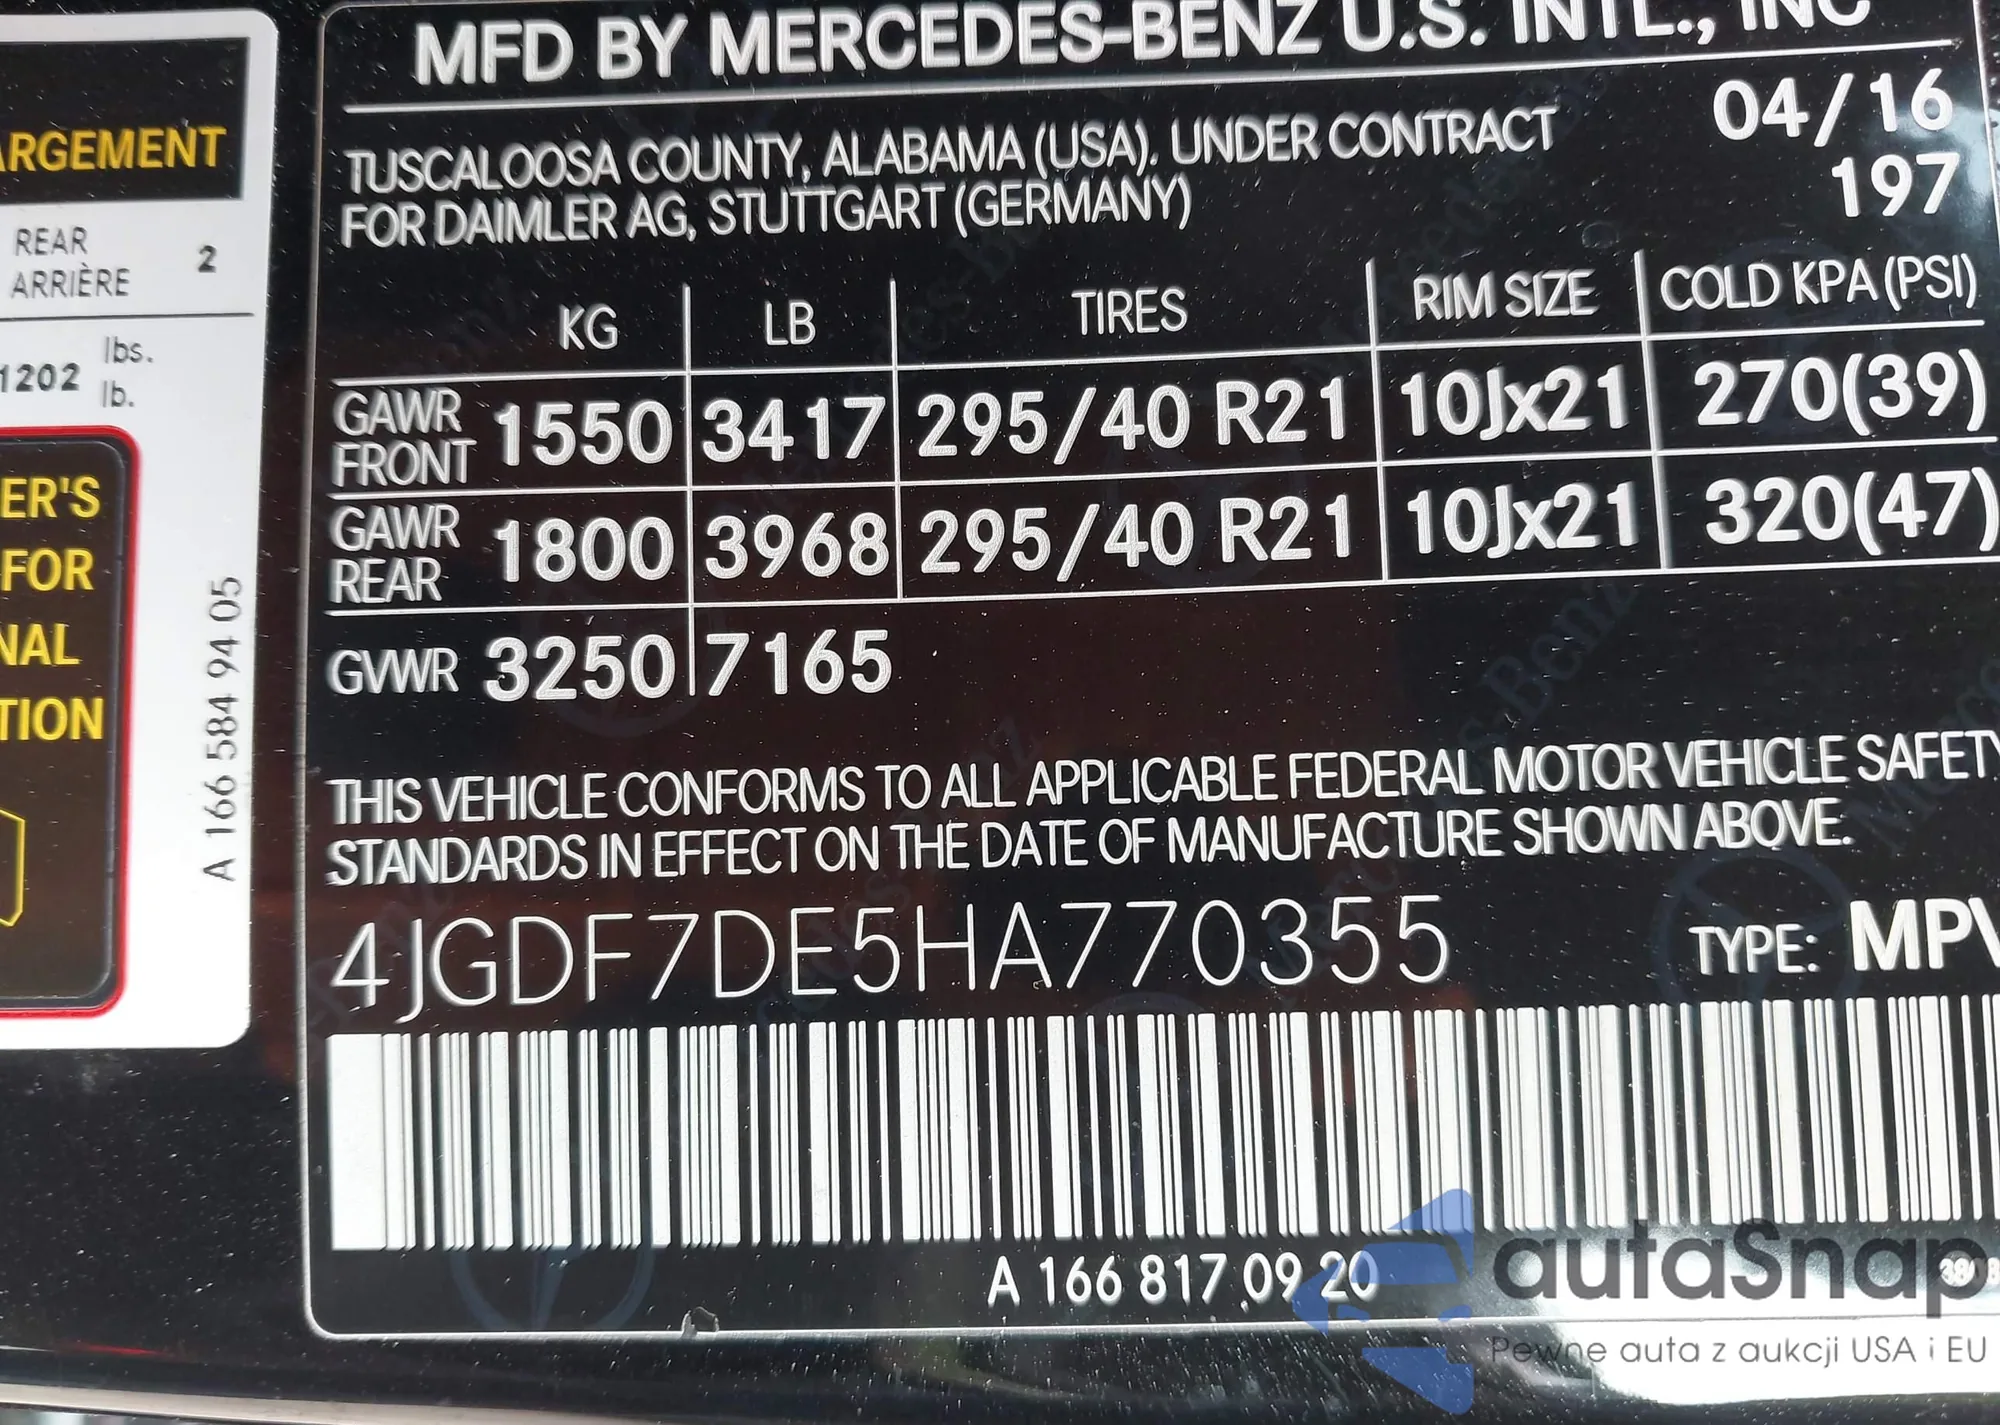 ARGEMENT
REAR
ARRIÈRE
2
1202 lbs.
lb.
ER'S
FOR
NAL
TION
A 166 584 94 05
MFD BY MERCEDES-BENZ U.S. INTL., INC
04/16
TUSCALOOSA COUNTY, ALABAMA (USA). UNDER CONTRACT
FOR DAIMLER AG, STUTTGART (GERMANY)
197
KG LB TIRES RIM SIZE COLD KPA (PSI)
GAWR FRONT 1550 3417 295/40 R21 10Jx21 270(39)
GAWR REAR 1800 3968 295/40 R21 10Jx21 320(47)
GVWR 3250 7165
THIS VEHICLE CONFORMS TO ALL APPLICABLE FEDERAL MOTOR VEHICLE SAFETY
STANDARDS IN EFFECT ON THE DATE OF MANUFACTURE SHOWN ABOVE.
4JGDF7DE5HA770355
TYPE: MPV
A 166 817 09 20
autaSnap
Pewne auta z aukcji USA i EU